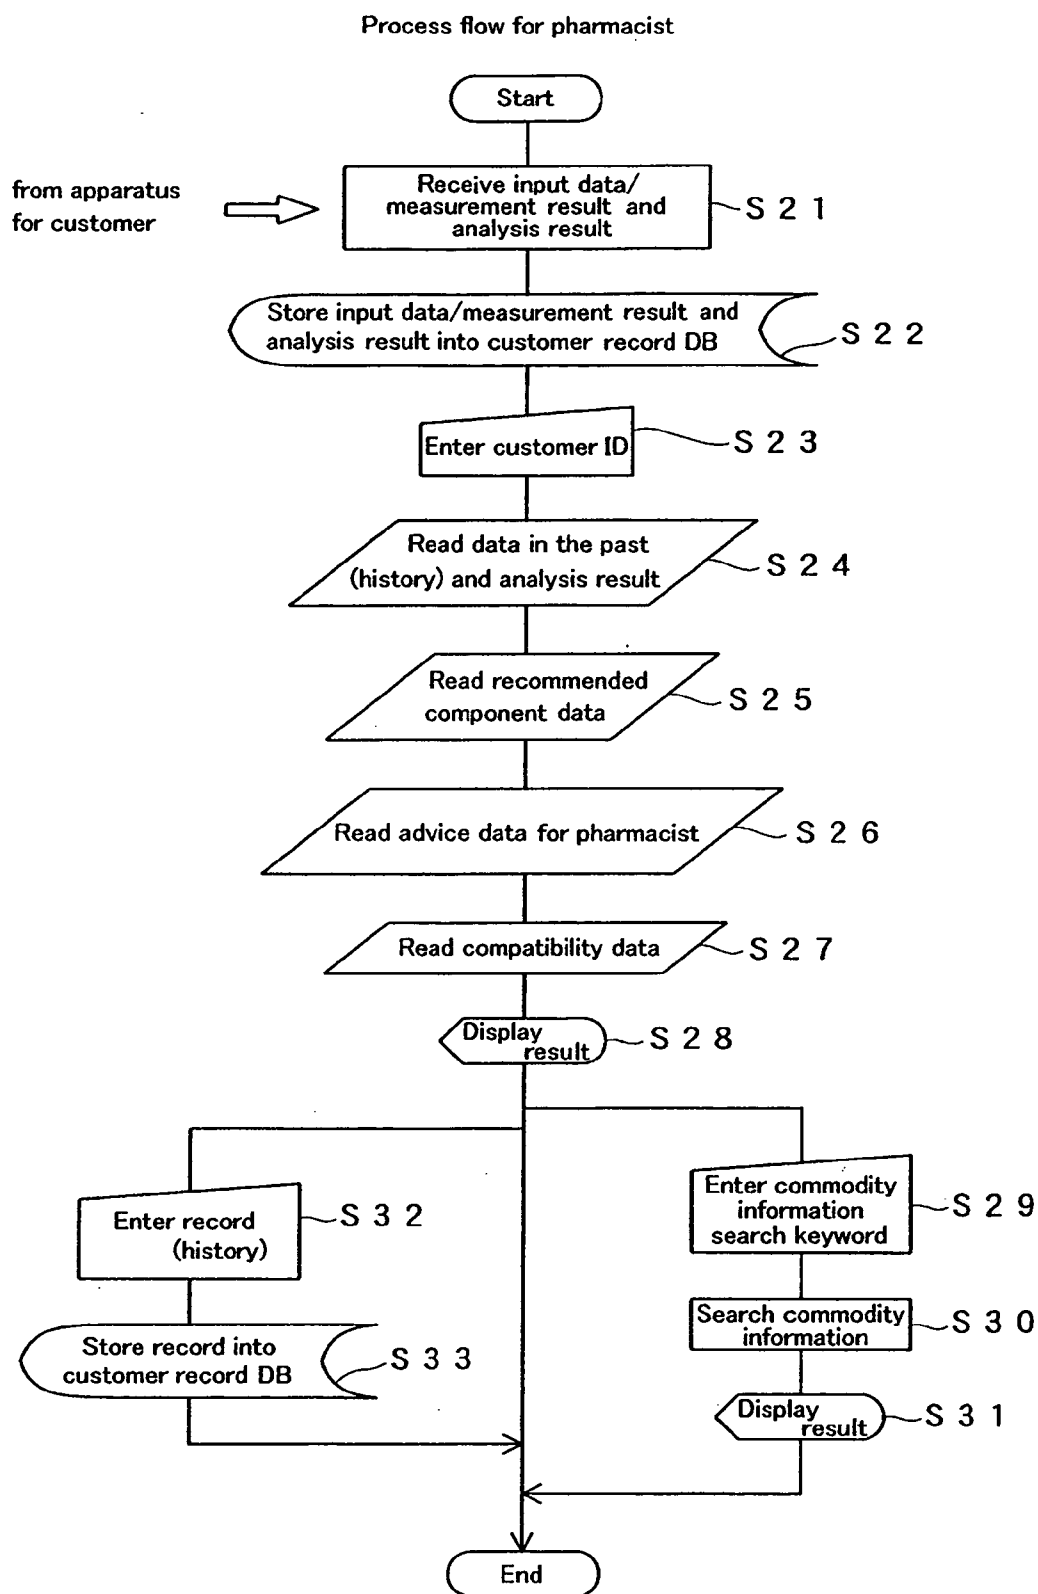 Process flow for pharmacist
Start
from apparatus
for customer
Receive input data/
measurement result and
analysis result
S21
Store input data/measurement result and
analysis result into customer record DB
S22
Enter customer ID
S23
Read data in the past
(history) and analysis result
S24
Read recommended
component data
S25
Read advice data for pharmacist
S26
Read compatibility data
S27
Display
result
S28
Enter record
(history)
S32
Store record into
customer record DB
S33
Enter commodity
information
search keyword
S29
Search commodity
information
S30
Display
result
S31
End